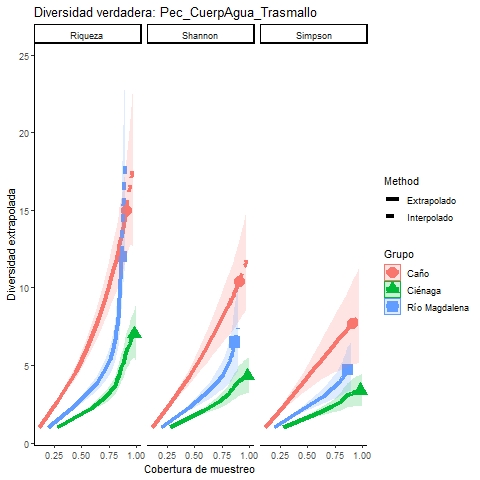 Diversidad verdadera: Pec_CuerpAgua_Trasmallo
Riqueza
Shannon
Simpson
25
20
15
10
5
0
Diversidad extrapolada
0.25 0.50 0.75 1.00
0.25 0.50 0.75 1.00
0.25 0.50 0.75 1.00
Cobertura de muestreo
Method
Extrapolado
Interpolado
Grupo
Caño
Ciénaga
Río Magdalena